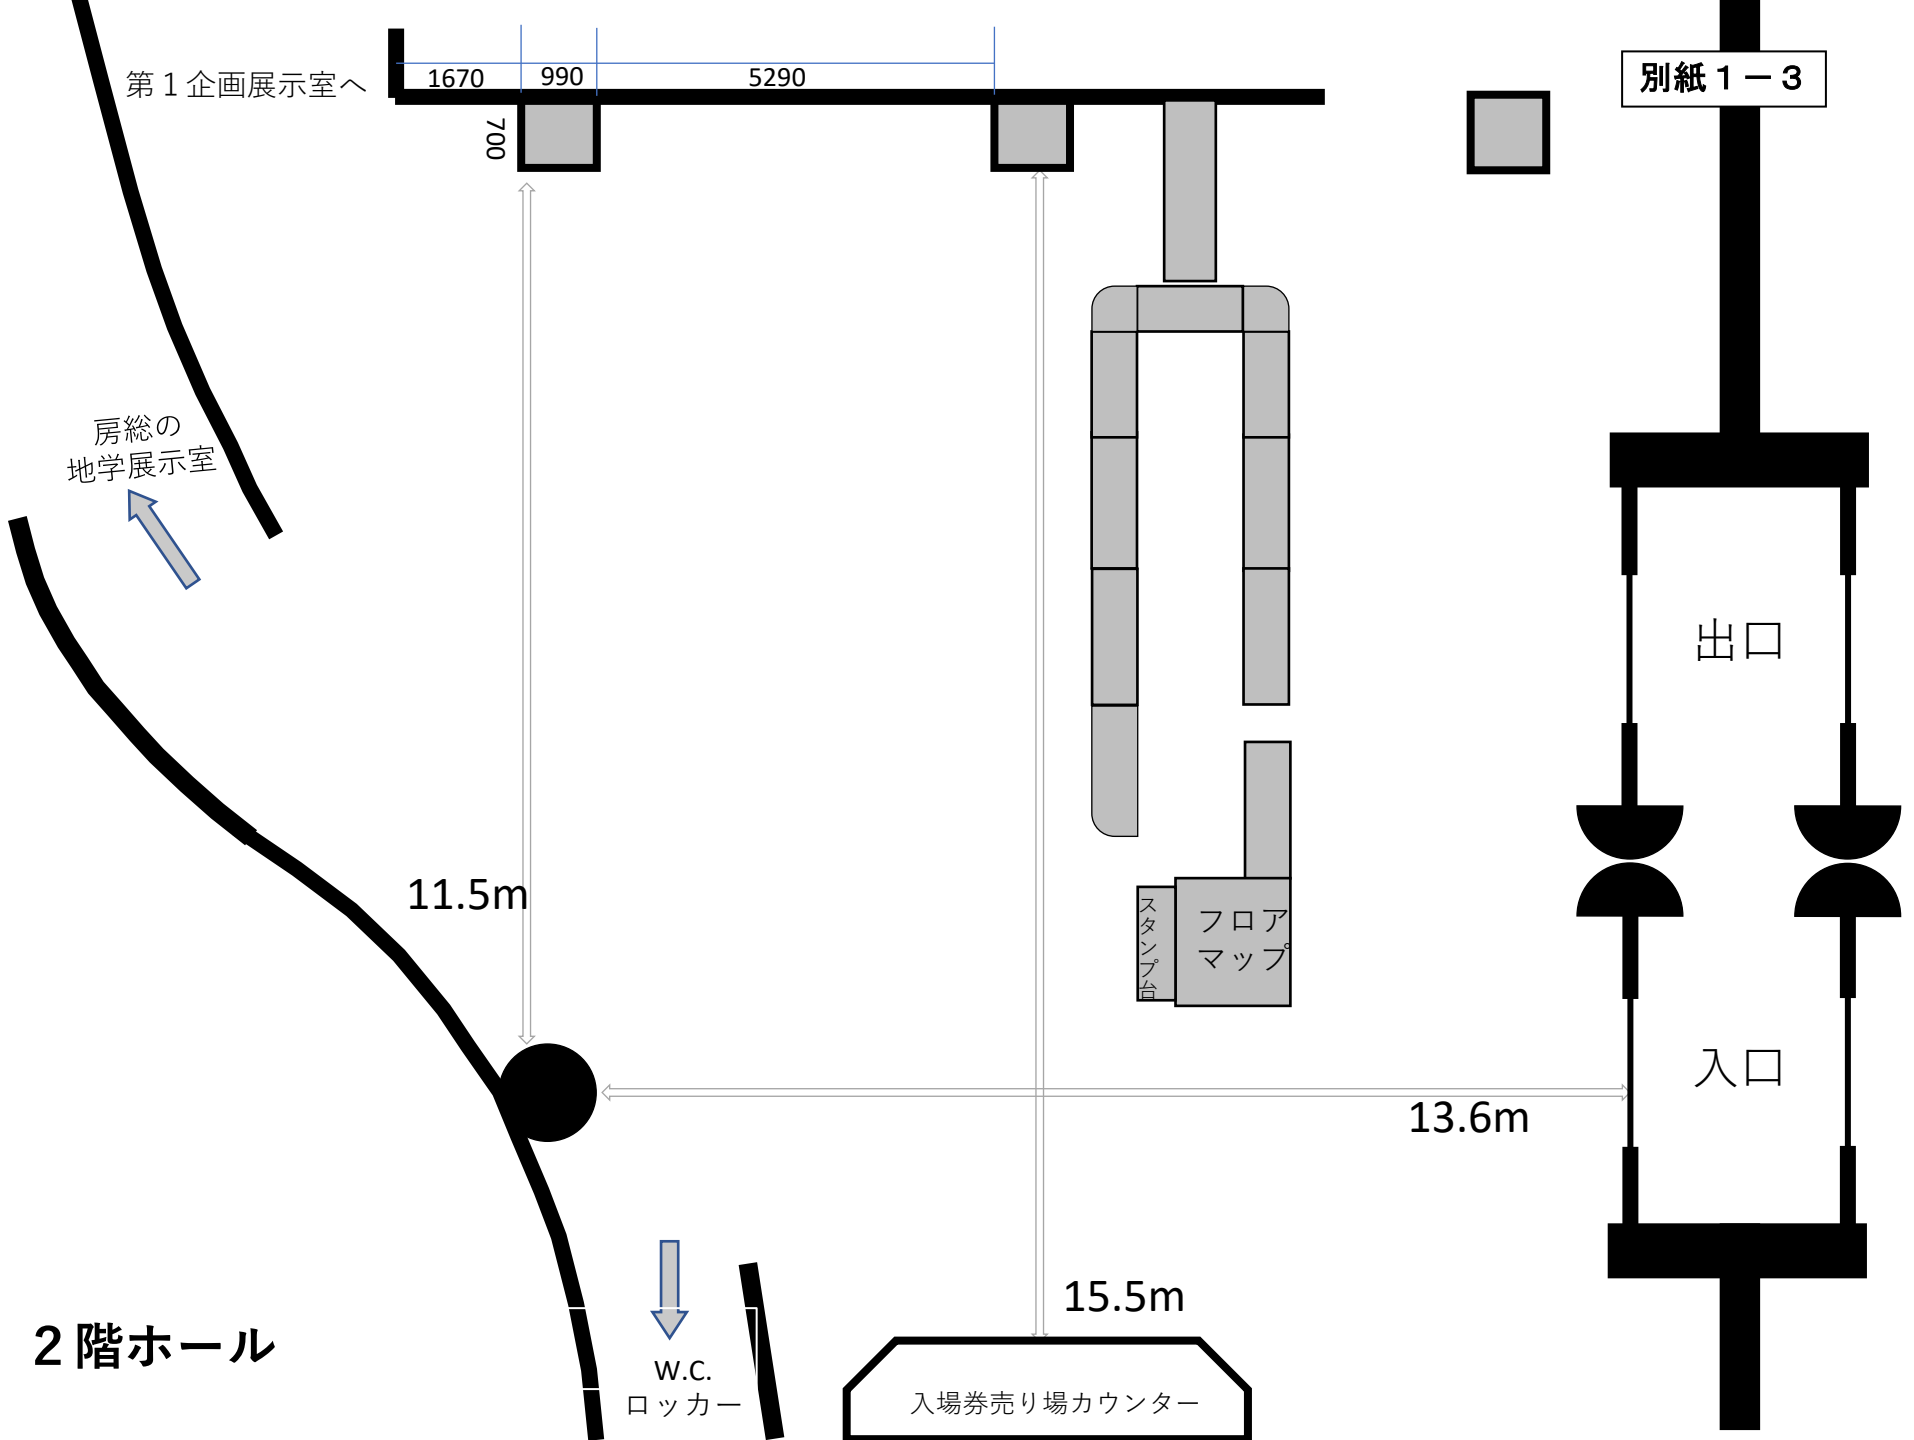 第１企画展示室へ
1670
990
5290
別紙１－３
700
房総の
地学展示室
出口
11.5m
スタンプ台
フロア
マップ
入口
13.6m
15.5m
２階ホール
W.C.
ロッカー
入場券売り場カウンター